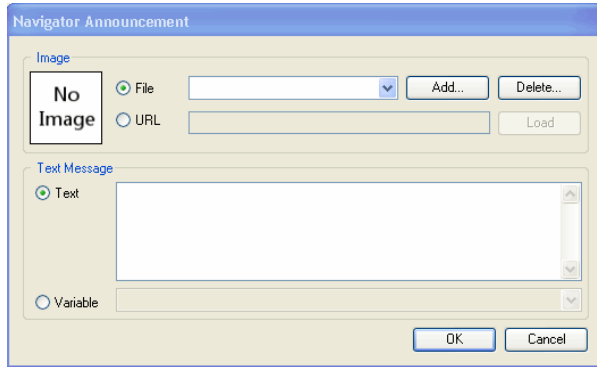 Navigator Announcement
Image
No
Image
File
Add...
Delete...
URL
Load
Text Message
Text
Variable
OK
Cancel